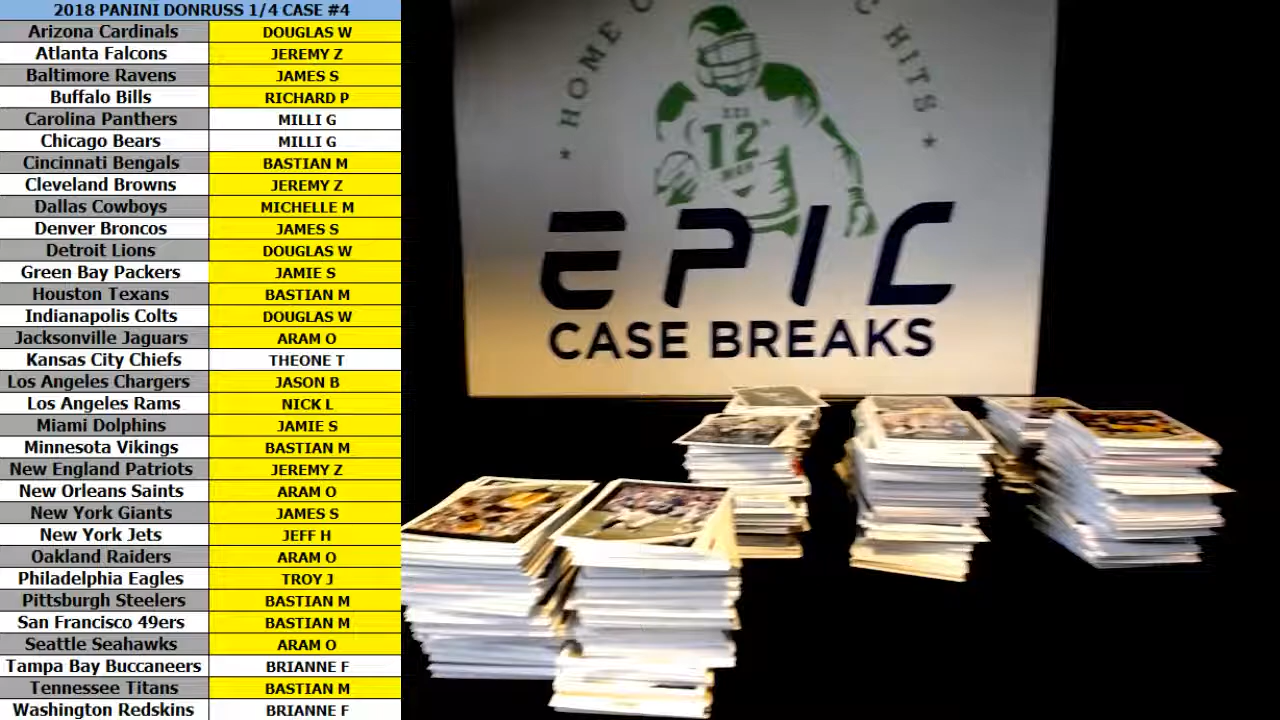 2018 PANINI DONRUSS 1/4 CASE #4
Arizona Cardinals DOUGLAS W
Atlanta Falcons JEREMY Z
Baltimore Ravens JAMES S
Buffalo Bills RICHARD P
Carolina Panthers MILLI G
Chicago Bears MILLI G
Cincinnati Bengals BASTIAN M
Cleveland Browns JEREMY Z
Dallas Cowboys MICHELLE M
Denver Broncos JAMES S
Detroit Lions DOUGLAS W
Green Bay Packers JAMIE S
Houston Texans BASTIAN M
Indianapolis Colts DOUGLAS W
Jacksonville Jaguars ARAM O
Kansas City Chiefs THEONE T
Los Angeles Chargers JASON B
Los Angeles Rams NICK L
Miami Dolphins JAMIE S
Minnesota Vikings BASTIAN M
New England Patriots JEREMY Z
New Orleans Saints ARAM O
New York Giants JAMES S
New York Jets JEFF H
Oakland Raiders ARAM O
Philadelphia Eagles TROY J
Pittsburgh Steelers BASTIAN M
San Francisco 49ers BASTIAN M
Seattle Seahawks ARAM O
Tampa Bay Buccaneers BRIANNE F
Tennessee Titans BASTIAN M
Washington Redskins BRIANNE F
HOME HITS
12
EPIC
CASE BREAKS